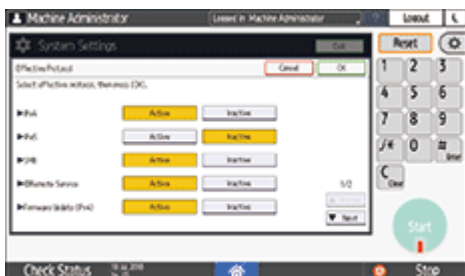 Machine Administrator
Logged in Machine Administrator
Logout
System Settings
Exit
Reset
Effective Protocol
Cancel
OK
Select effective protocol, then press [OK].
1 2 3
4 5 6
7 8 9
0
Clear
▶IPv4
Active
Inactive
Active
Inactive
▶SMB
Active
Inactive
▶@Remote Service
Active
Inactive
1/2
▶Firmware Update (IPv4)
Active
Inactive
▼ Next
Start
Check Status
Stop